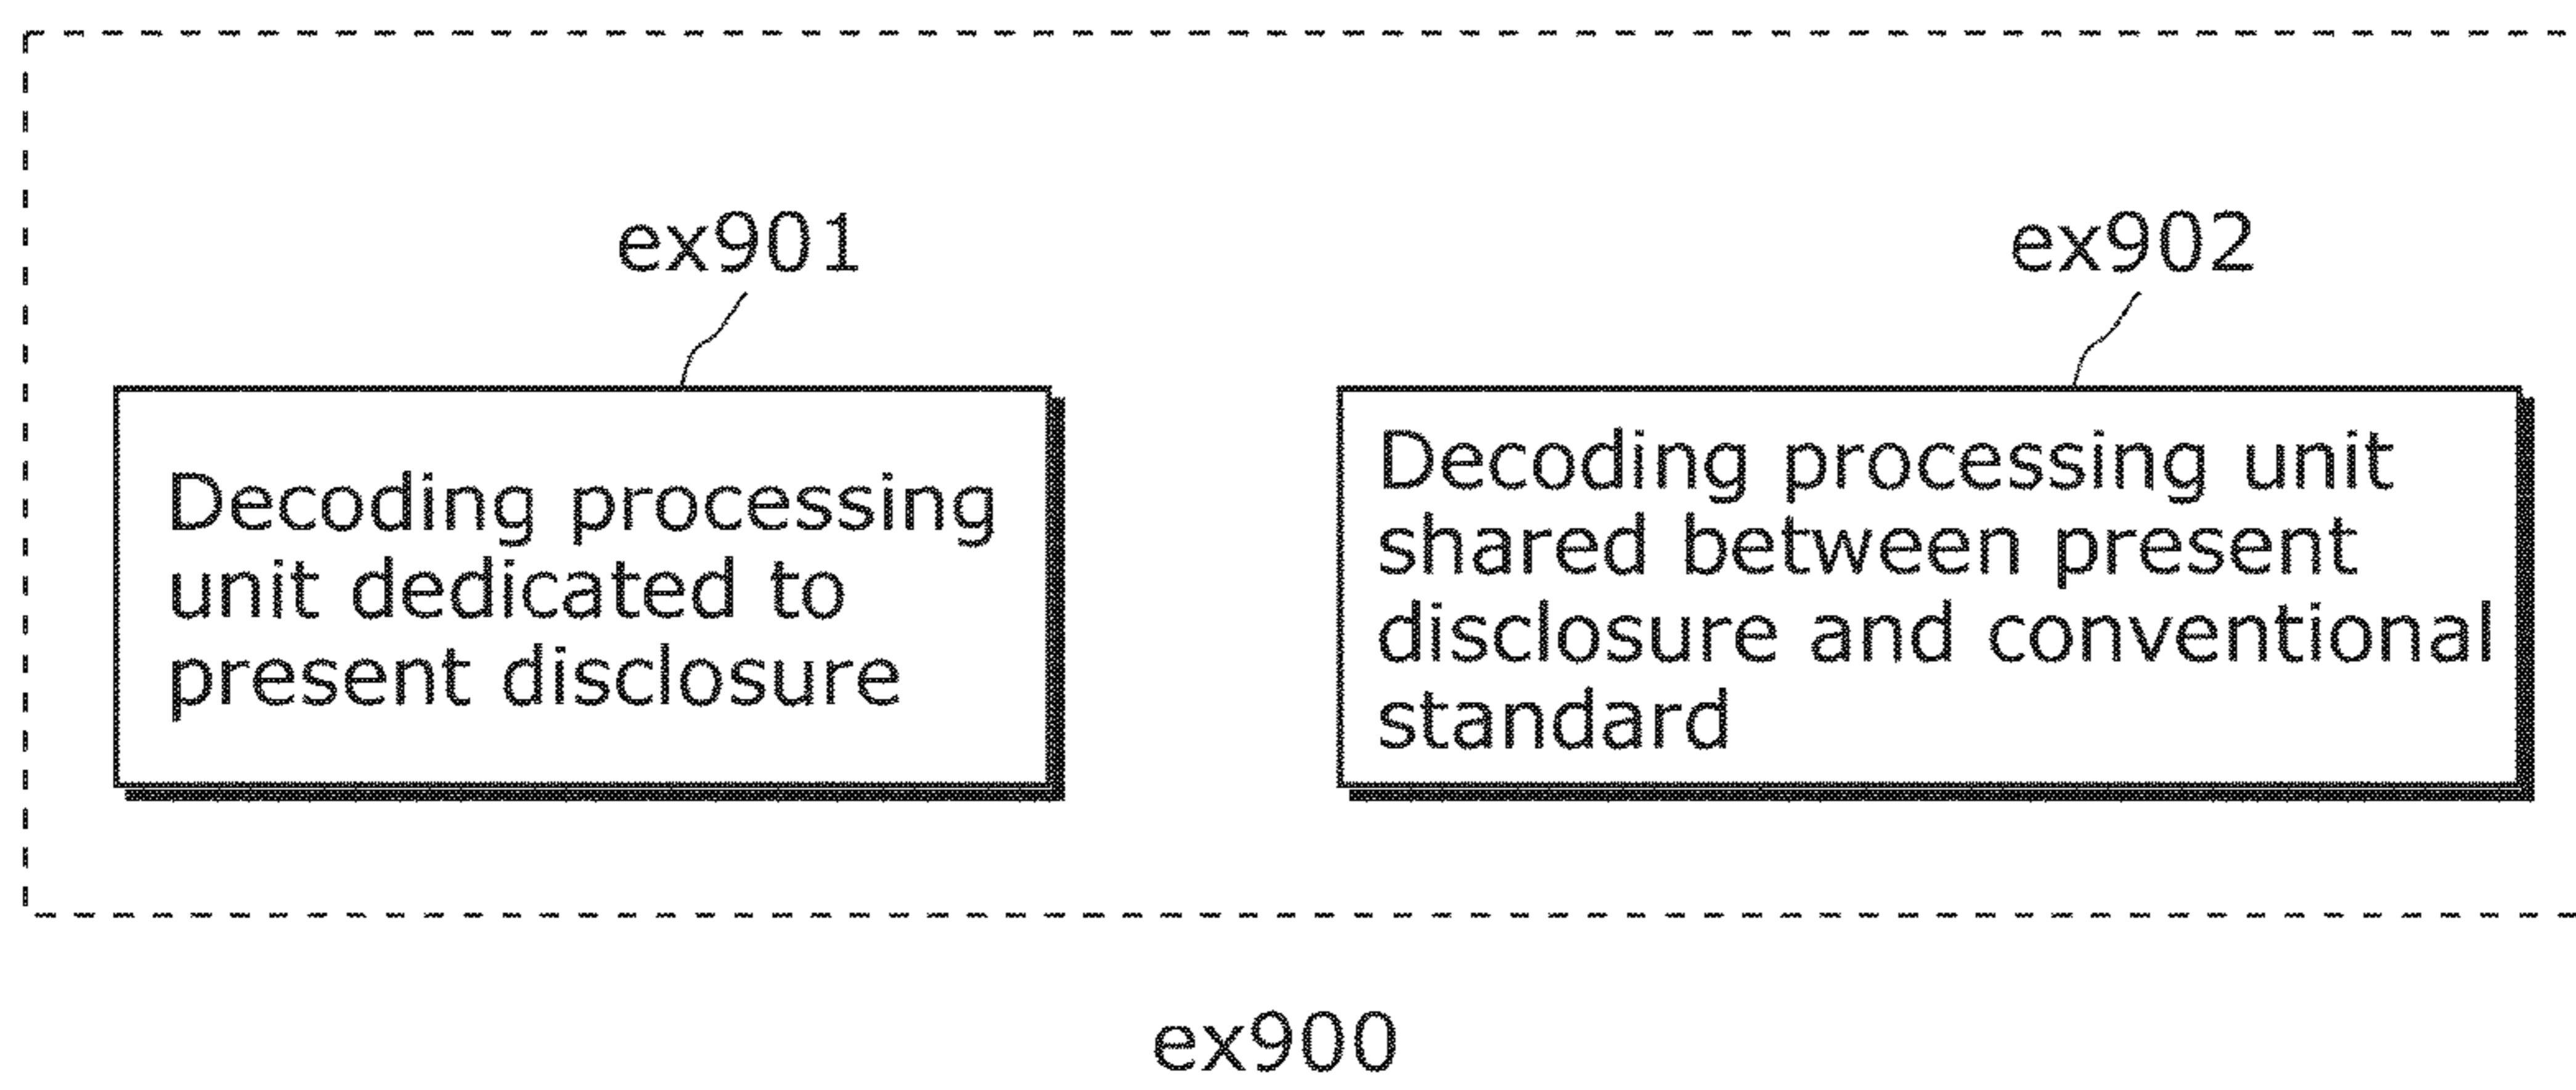 ex901
ex902
Decoding processing
unit dedicated to
present disclosure
Decoding processing unit
shared between present
disclosure and conventional
standard
ex900